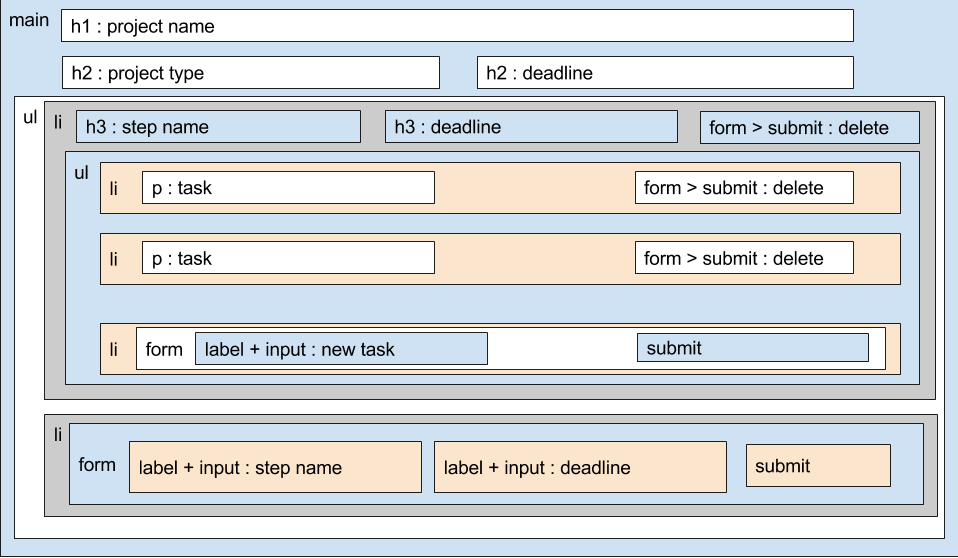 main
h1 : project name
h2 : project type
h2 : deadline
ul
li
h3 : step name
h3 : deadline
form > submit : delete
ul
li
p : task
form > submit : delete
li
p : task
form > submit : delete
li
form
label + input : new task
submit
li
form
label + input : step name
label + input : deadline
submit